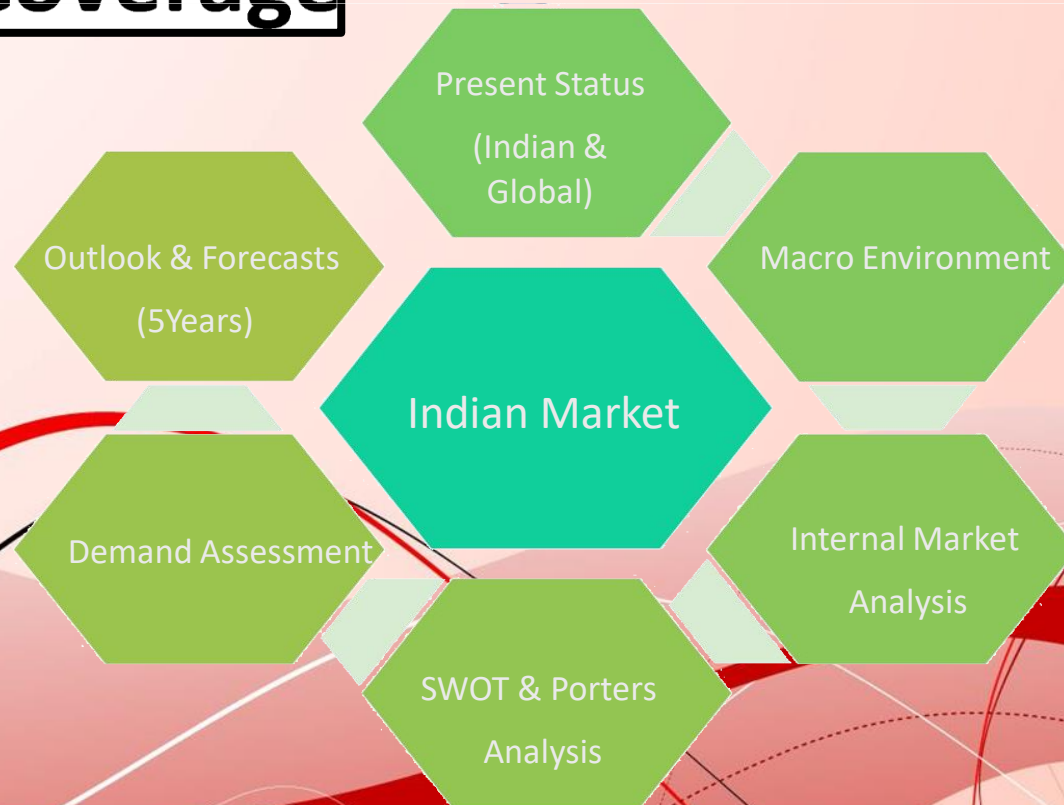 Coverage
Present Status
(Indian &
Global)
Outlook & Forecasts
(5Years)
Macro Environment
Indian Market
Demand Assessment
Internal Market
Analysis
SWOT & Porters
Analysis